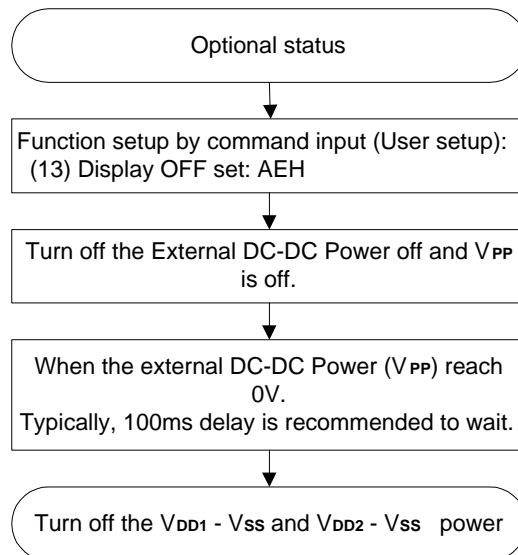 Optional status
Function setup by command input (User setup):
(13) Display OFF set: AEH
Turn off the External DC-DC Power off and VPP
is off.
When the external DC-DC Power (VPP) reach
0V.
Typically, 100ms delay is recommended to wait.
Turn off the VDD1 - VSS and VDD2 - VSS power